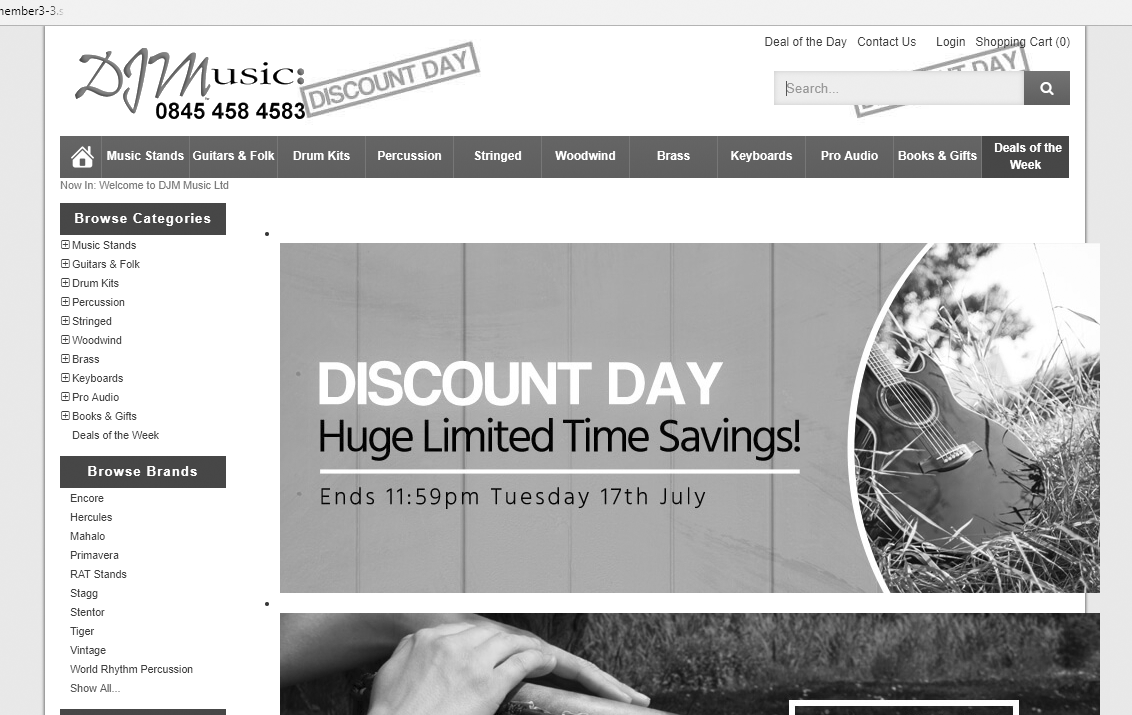 member3-3.s
Deal of the Day Contact Us Login Shopping Cart (0)
DJMusic:
0845 458 4583
DISCOUNT DAY
Search...
Music Stands Guitars & Folk Drum Kits Percussion Stringed Woodwind Brass Keyboards Pro Audio Books & Gifts Deals of the Week
Now In: Welcome to DJM Music Ltd
Browse Categories
Music Stands
Guitars & Folk
Drum Kits
Percussion
Stringed
Woodwind
Brass
Keyboards
Pro Audio
Books & Gifts
Deals of the Week
Browse Brands
Encore
Hercules
Mahalo
Primavera
RAT Stands
Stagg
Stentor
Tiger
Vintage
World Rhythm Percussion
Show All...
DISCOUNT DAY
Huge Limited Time Savings!
Ends 11:59pm Tuesday 17th July